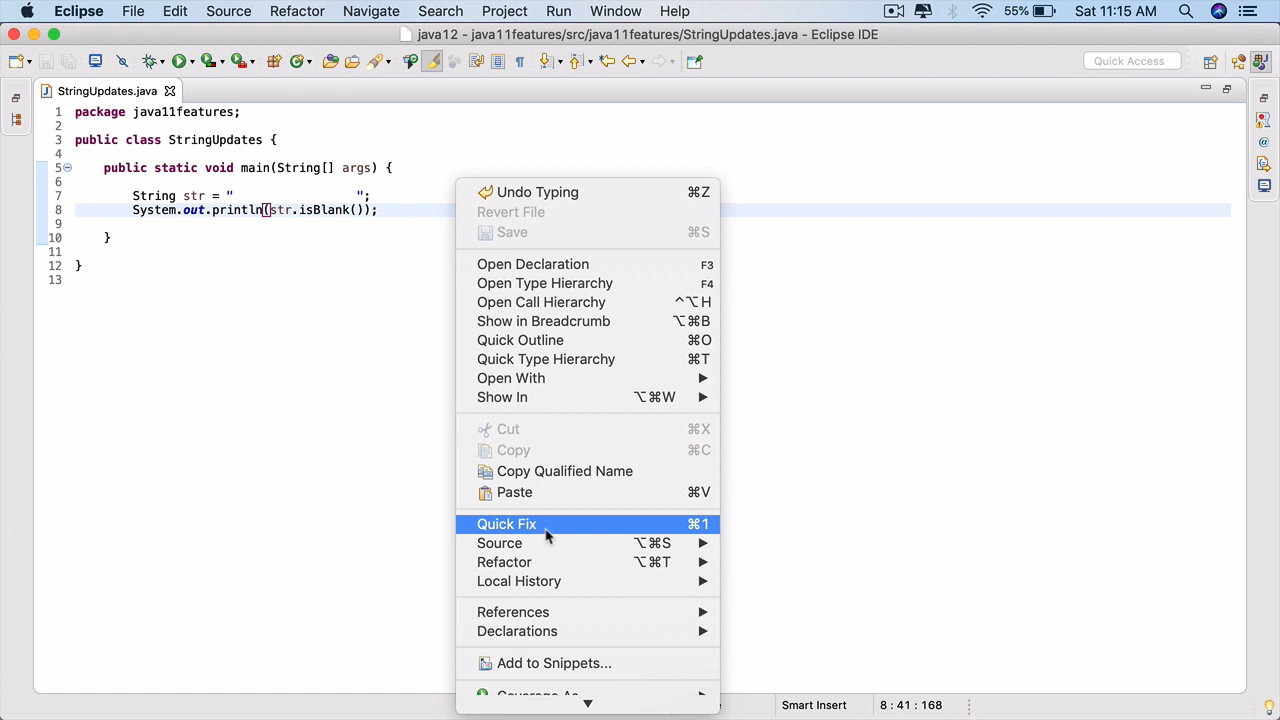 Eclipse File Edit Source Refactor Navigate Search Project Run Window Help 55% Sat 11:15 AM
java12 - java11features/src/java11features/StringUpdates.java - Eclipse IDE
Quick Access
StringUpdates.java
1 package java11features;
2
3 public class StringUpdates {
4
5 public static void main(String[] args) {
6
7 String str = "                  ";
8 System.out.println(str.isBlank());
9
10 }
11
12 }
13
Undo Typing ⌘Z
Revert File
Save ⌘S
Open Declaration F3
Open Type Hierarchy F4
Open Call Hierarchy ^⌥H
Show in Breadcrumb ⌥⌘B
Quick Outline ⌘O
Quick Type Hierarchy ⌘T
Open With
Show In ⌥⌘W
Cut ⌘X
Copy ⌘C
Copy Qualified Name
Paste ⌘V
Quick Fix ⌘1
Source ⌥⌘S
Refactor ⌥⌘T
Local History
References
Declarations
Add to Snippets...
Coverage As
Smart Insert 8 : 41 : 168